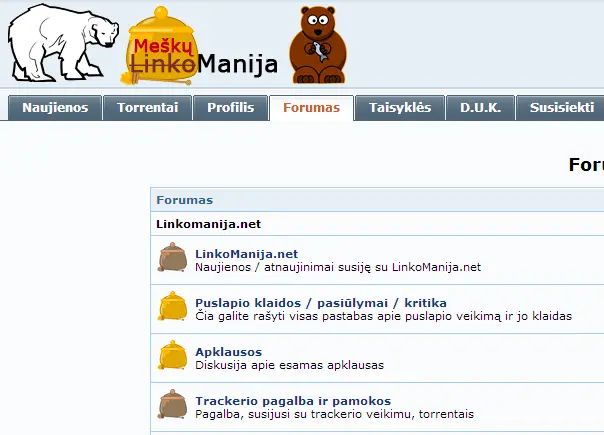 Meškų
LinkoManija
Naujienos Torrentai Profilis Forumas Taisyklės D.U.K. Susisiekti
Forumas
Linkomanija.net
LinkoManija.net
Naujienos / atnaujinimai susiję su LinkoManija.net
Puslapio klaidos / pasiūlymai / kritika
Čia galite rašyti visas pastabas apie puslapio veikimą ir jo klaidas
Apklausos
Diskusija apie esamas apklausas
Trackerio pagalba ir pamokos
Pagalba, susijusi su trackerio veikimu, torrentais